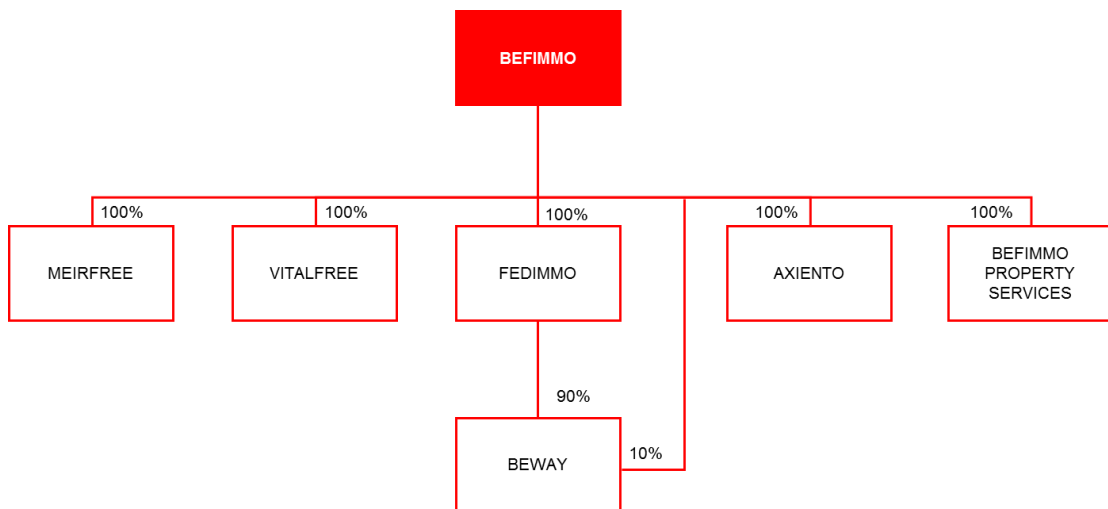 BEFIMMO
100%
100%
100%
100%
100%
MEIRFREE
VITALFREE
FEDIMMO
AXIENTO
BEFIMMO
PROPERTY
SERVICES
90%
BEWAY
10%